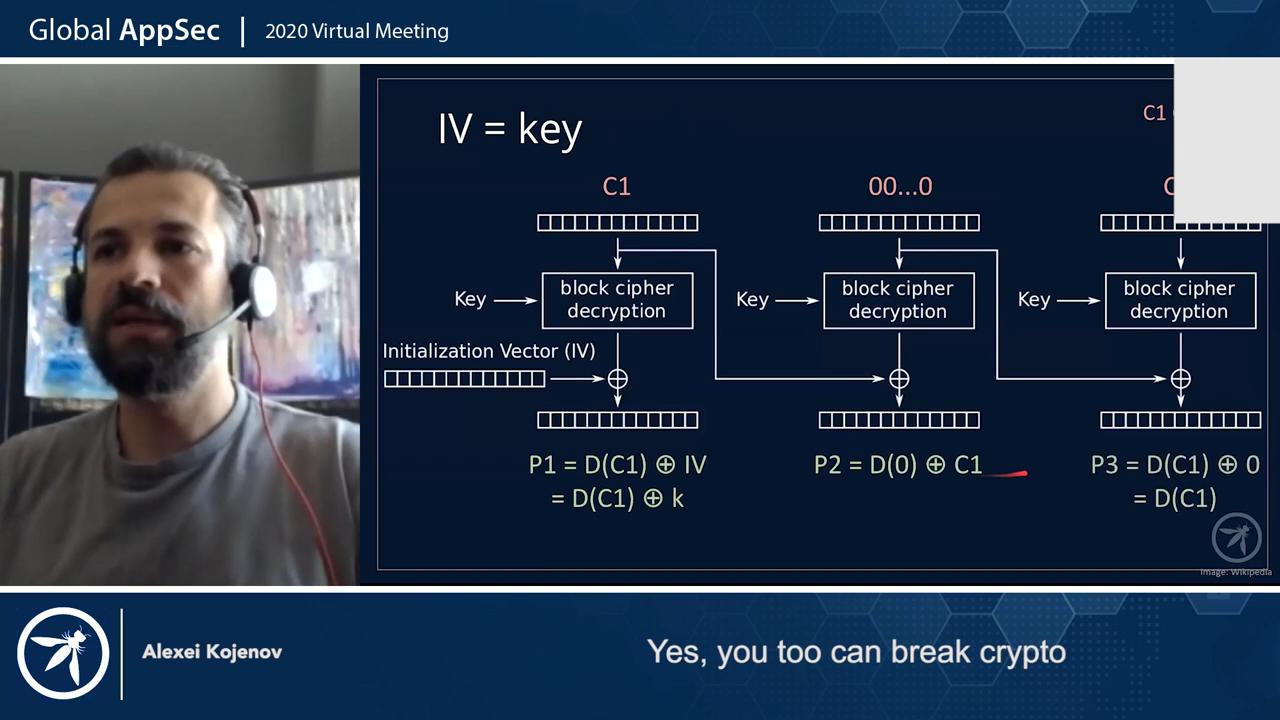 Global AppSec | 2020 Virtual Meeting
IV = key
C1
C1
00...0
C
Key
block cipher
decryption
Key
block cipher
decryption
Key
block cipher
decryption
Initialization Vector (IV)
P1 = D(C1) ⊕ IV
= D(C1) ⊕ k
P2 = D(0) ⊕ C1
P3 = D(C1) ⊕ 0
= D(C1)
Image: Wikipedia
Alexei Kojenov
Yes, you too can break crypto